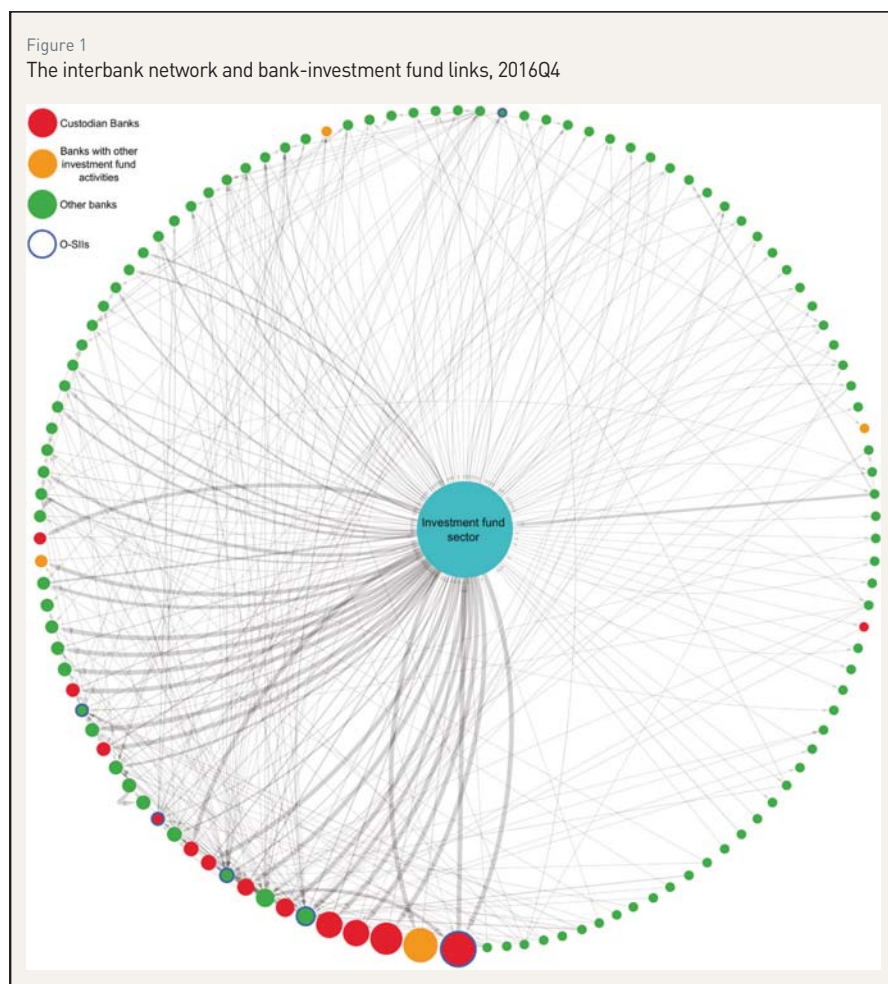 Figure 1
The interbank network and bank-investment fund links, 2016Q4
Custodian Banks
Banks with other
investment fund
activities
Other banks
O-SIIs
Investment fund
sector